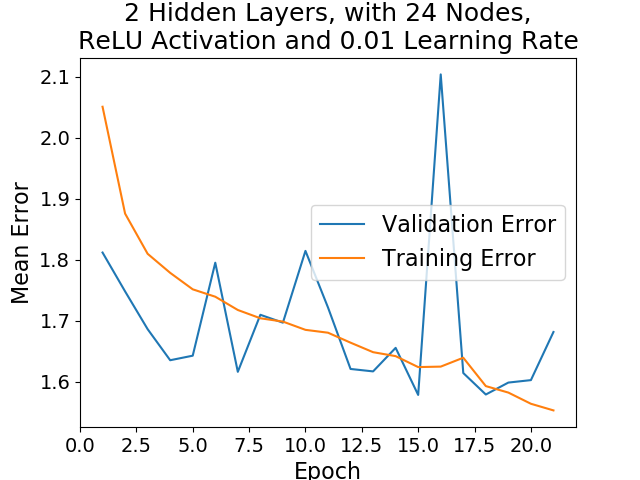 2 Hidden Layers, with 24 Nodes,
ReLU Activation and 0.01 Learning Rate
2.1
2.0
1.9
1.8
1.7
1.6
Mean Error
Validation Error
Training Error
0.0 2.5 5.0 7.5 10.0 12.5 15.0 17.5 20.0
Epoch